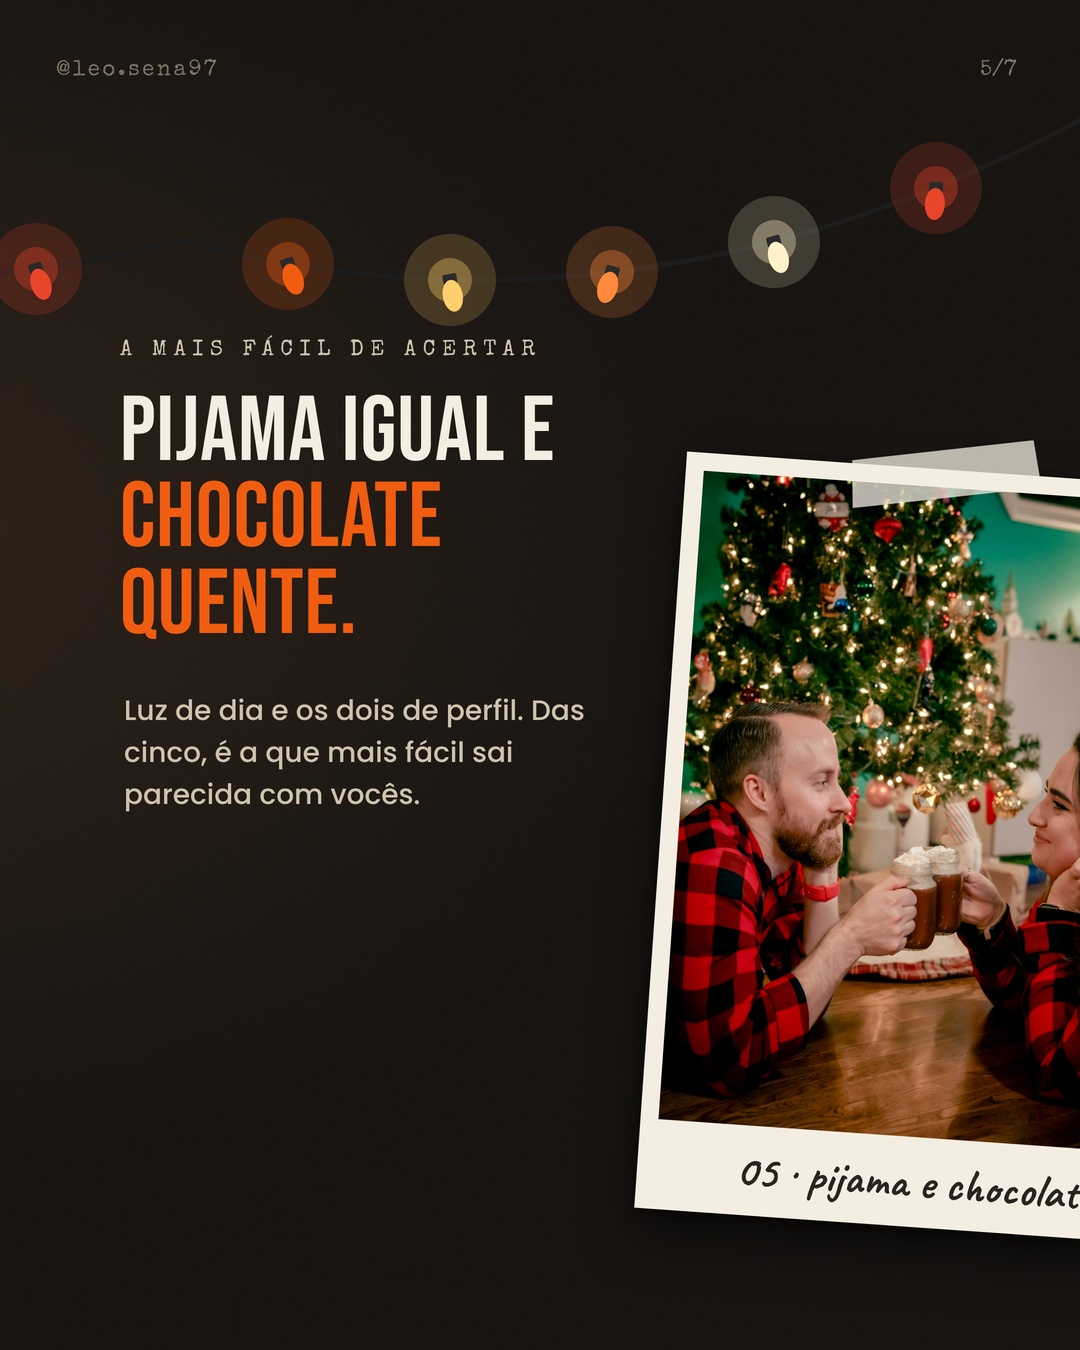 @leo.sena97
5/7
A MAIS FÁCIL DE ACERTAR
PIJAMA IGUAL E
CHOCOLATE
QUENTE.
Luz de dia e os dois de perfil. Das
cinco, é a que mais fácil sai
parecida com vocês.
05 · pijama e chocolat